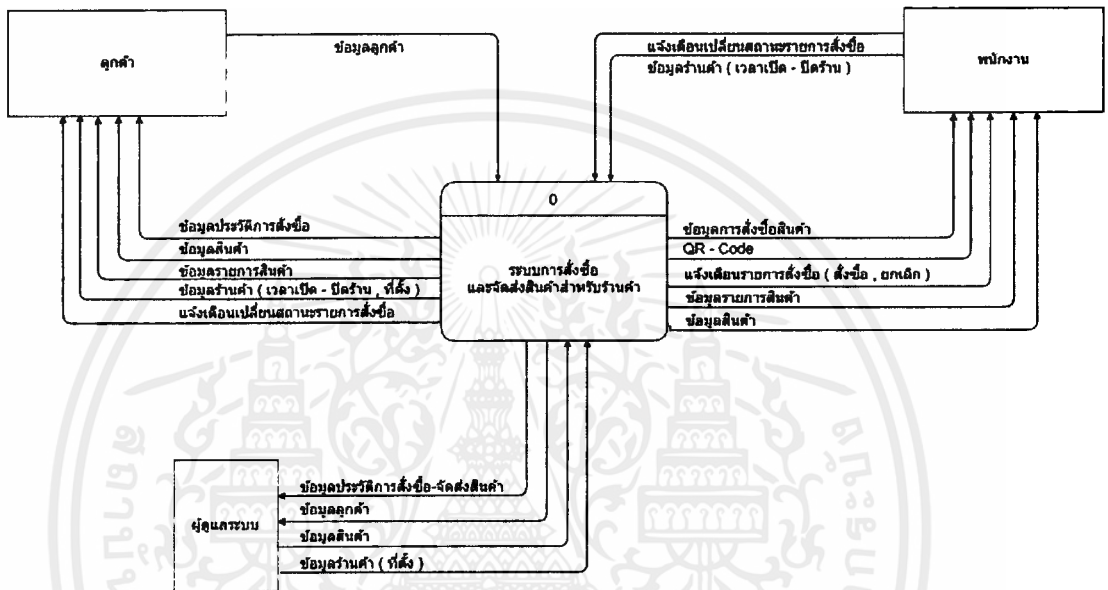 ลูกค้า
ข้อมูลลูกค้า
แจ้งเตือนเปลี่ยนสถานะรายการสั่งซื้อ
ข้อมูลร้านค้า ( เวลาเปิด - ปิดร้าน )
พนักงาน
0
ระบบการสั่งซื้อ
และจัดส่งสินค้าสำหรับร้านค้า
ข้อมูลประวัติการสั่งซื้อ
ข้อมูลสินค้า
ข้อมูลรายการสินค้า
ข้อมูลร้านค้า ( เวลาเปิด - ปิดร้าน , ที่ตั้ง )
แจ้งเตือนเปลี่ยนสถานะรายการสั่งซื้อ
ข้อมูลการสั่งซื้อสินค้า
QR - Code
แจ้งเตือนรายการสั่งซื้อ ( สั่งซื้อ , ยกเลิก )
ข้อมูลรายการสินค้า
ข้อมูลสินค้า
ผู้ดูแลระบบ
ข้อมูลประวัติการสั่งซื้อ-จัดส่งสินค้า
ข้อมูลลูกค้า
ข้อมูลสินค้า
ข้อมูลร้านค้า ( ที่ตั้ง )